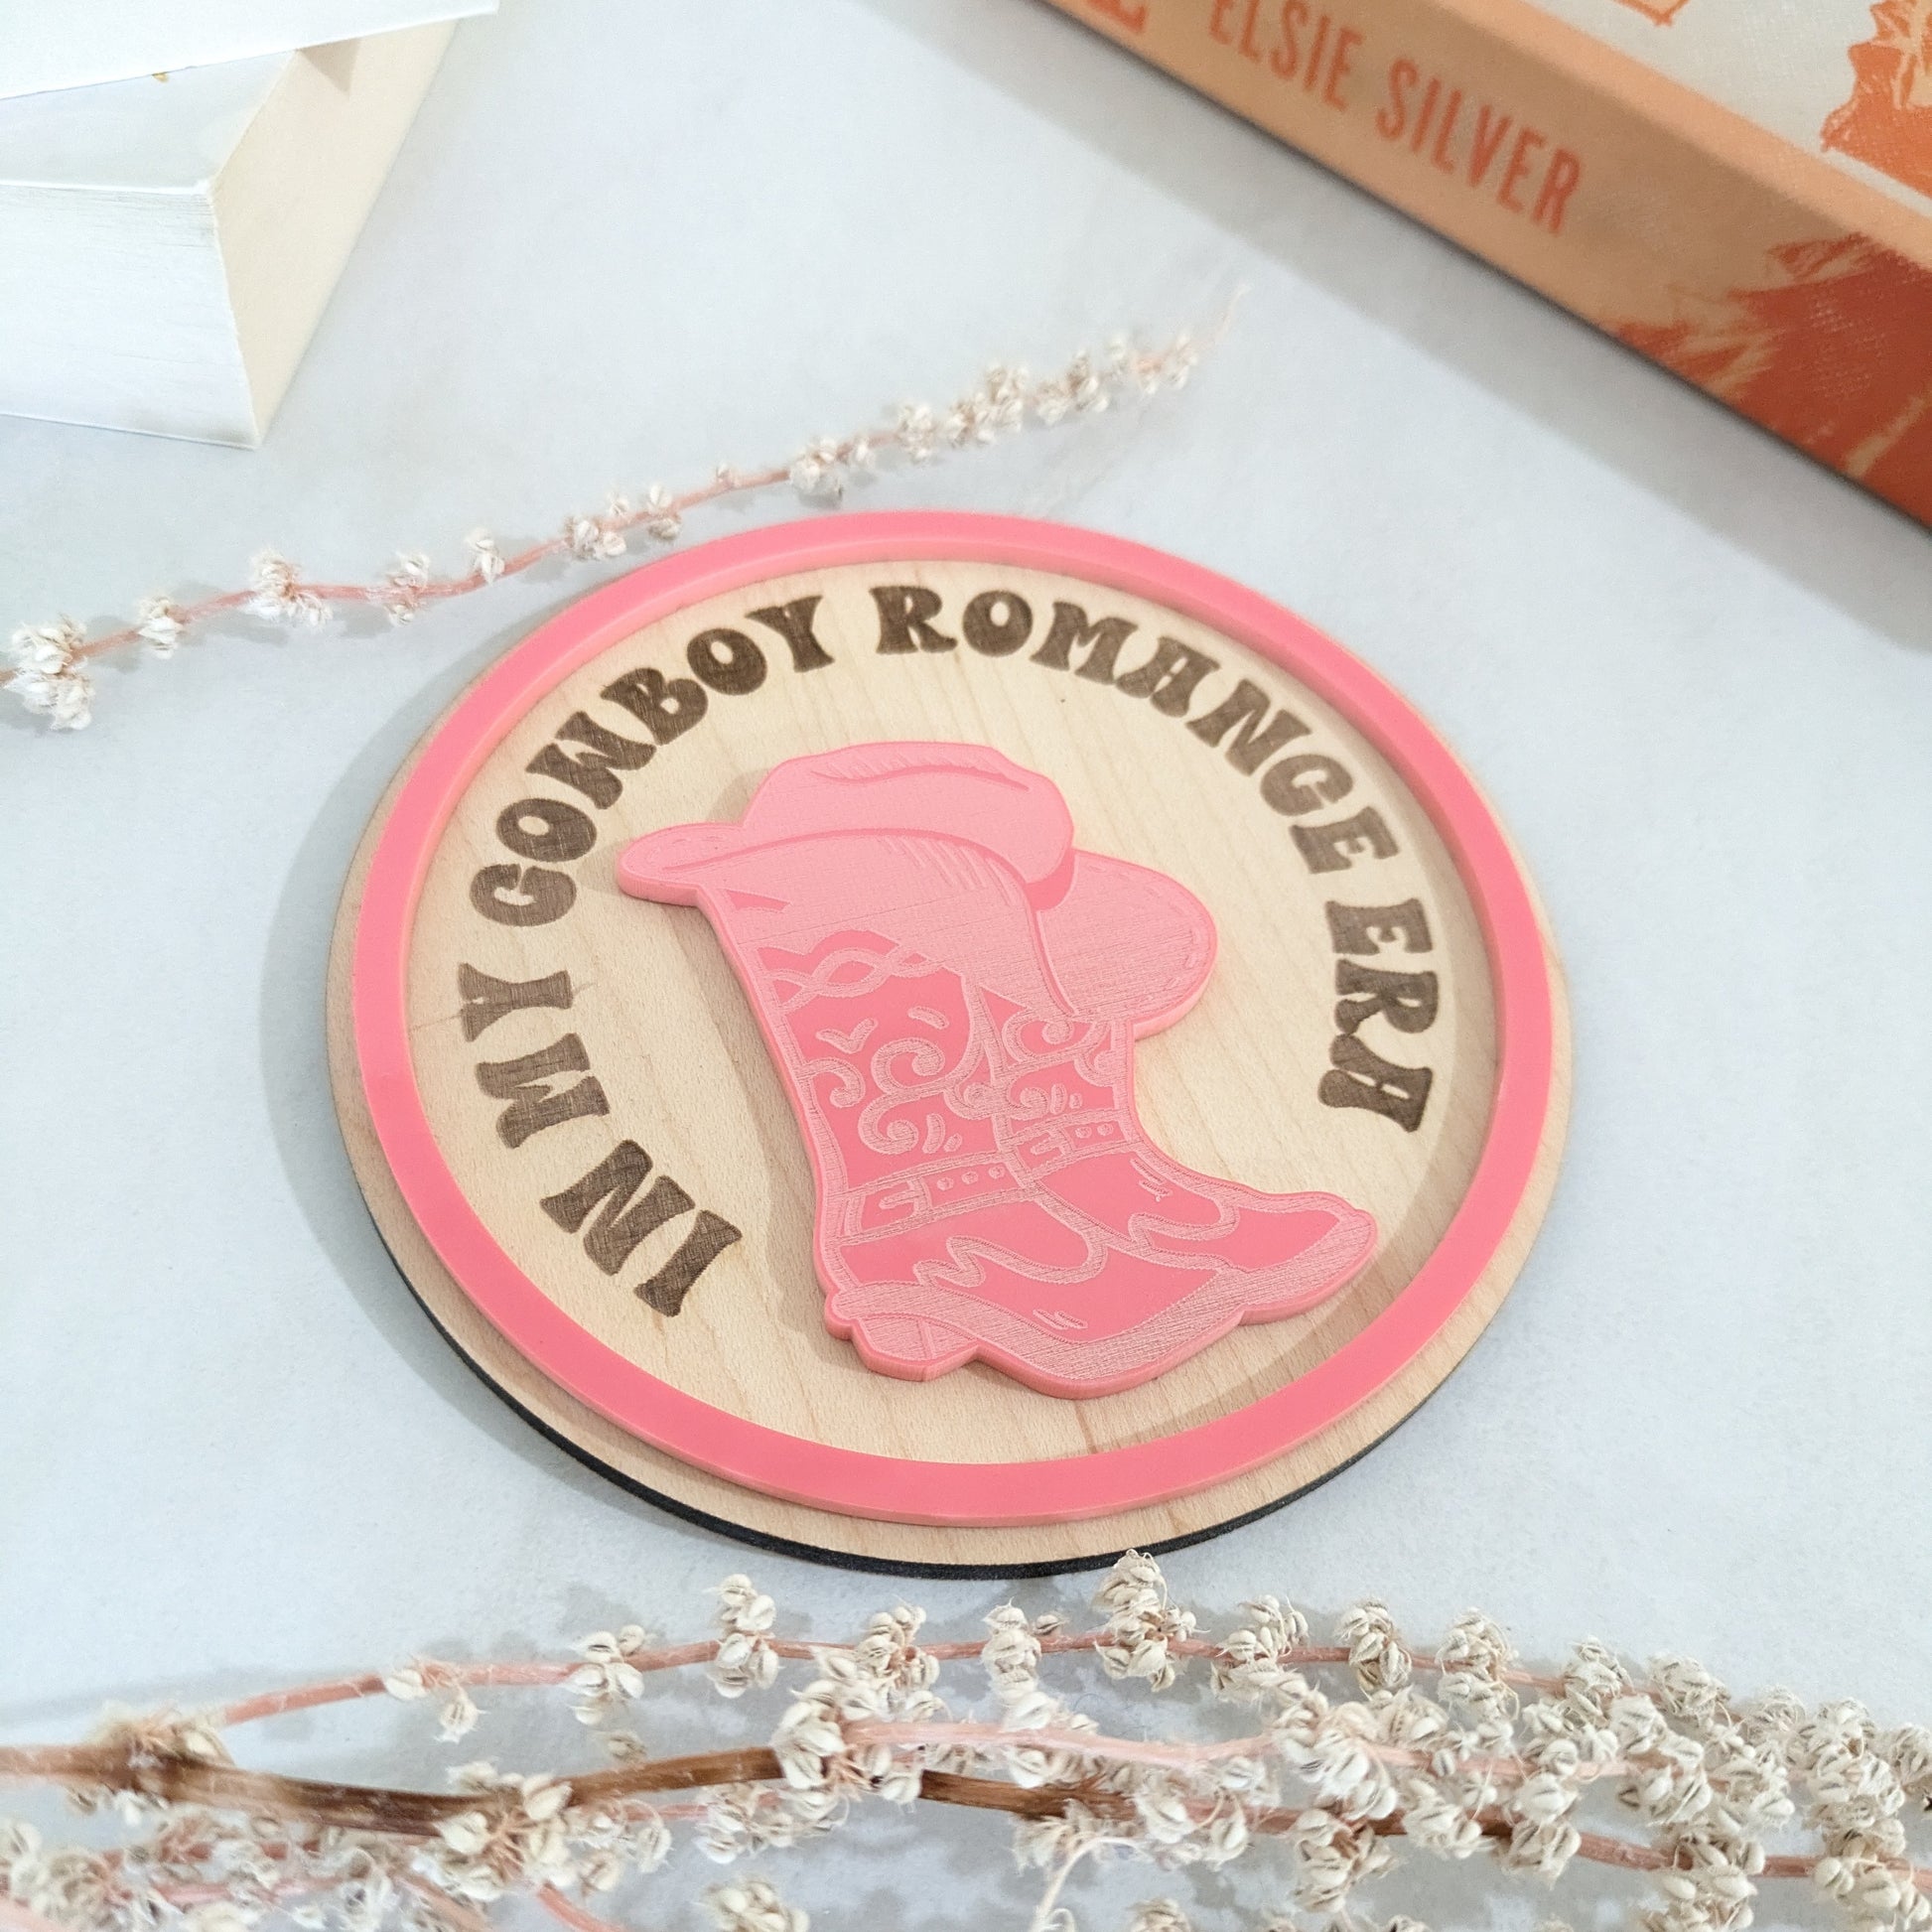 ELSIE SILVER
IN MY COWBOY ROMANCE ERA